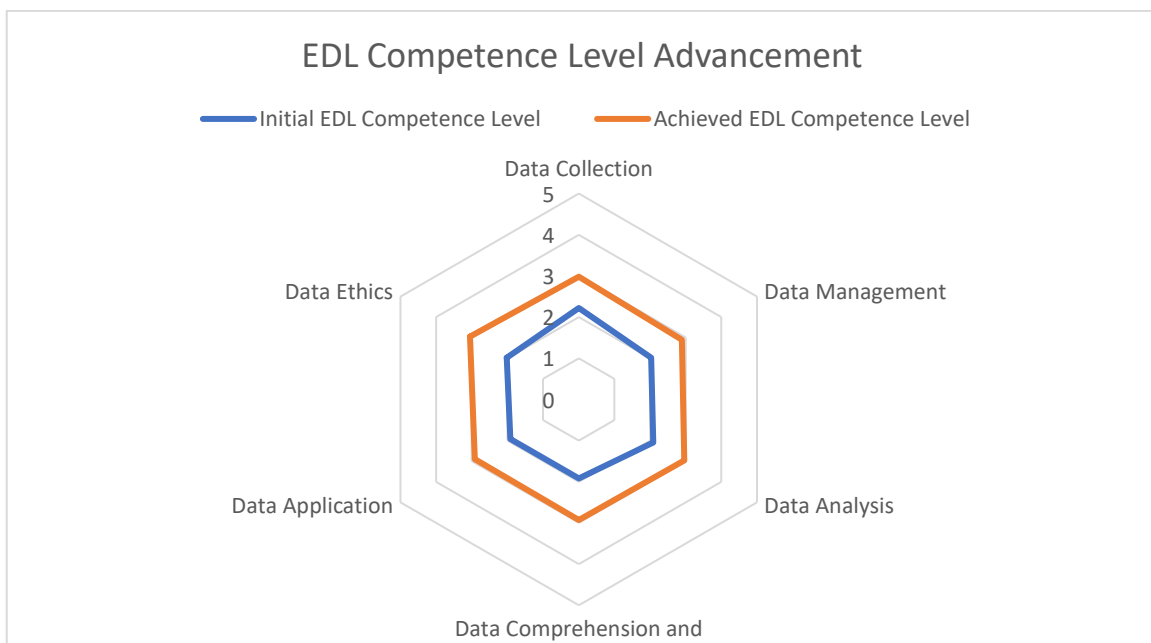 EDL Competence Level Advancement
Initial EDL Competence Level
Achieved EDL Competence Level
Data Collection
5
4
3
2
1
0
Data Management
Data Analysis
Data Comprehension and
Data Application
Data Ethics